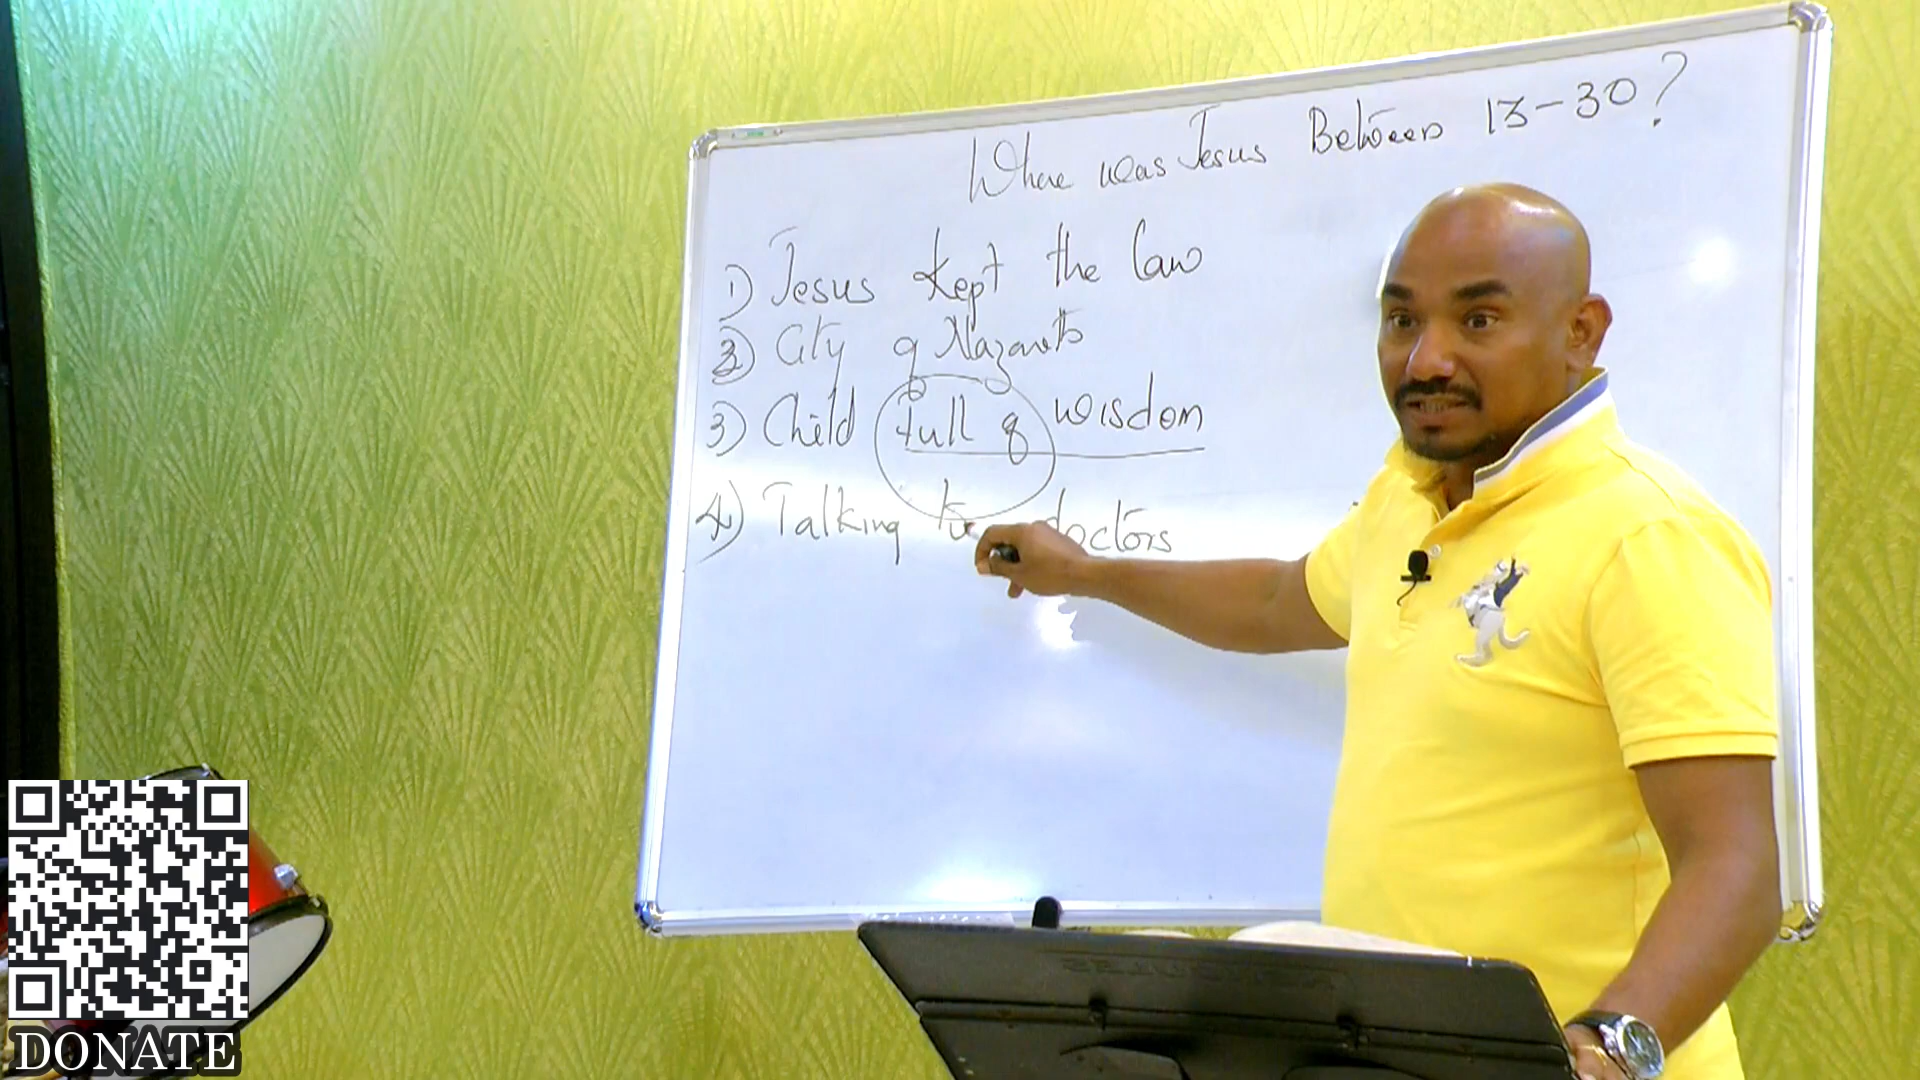 Where was Jesus Between 13-30?
1) Jesus kept the law
2) City of Nazareth
3) Child full of wisdom
4) Talking to doctors
DONATE